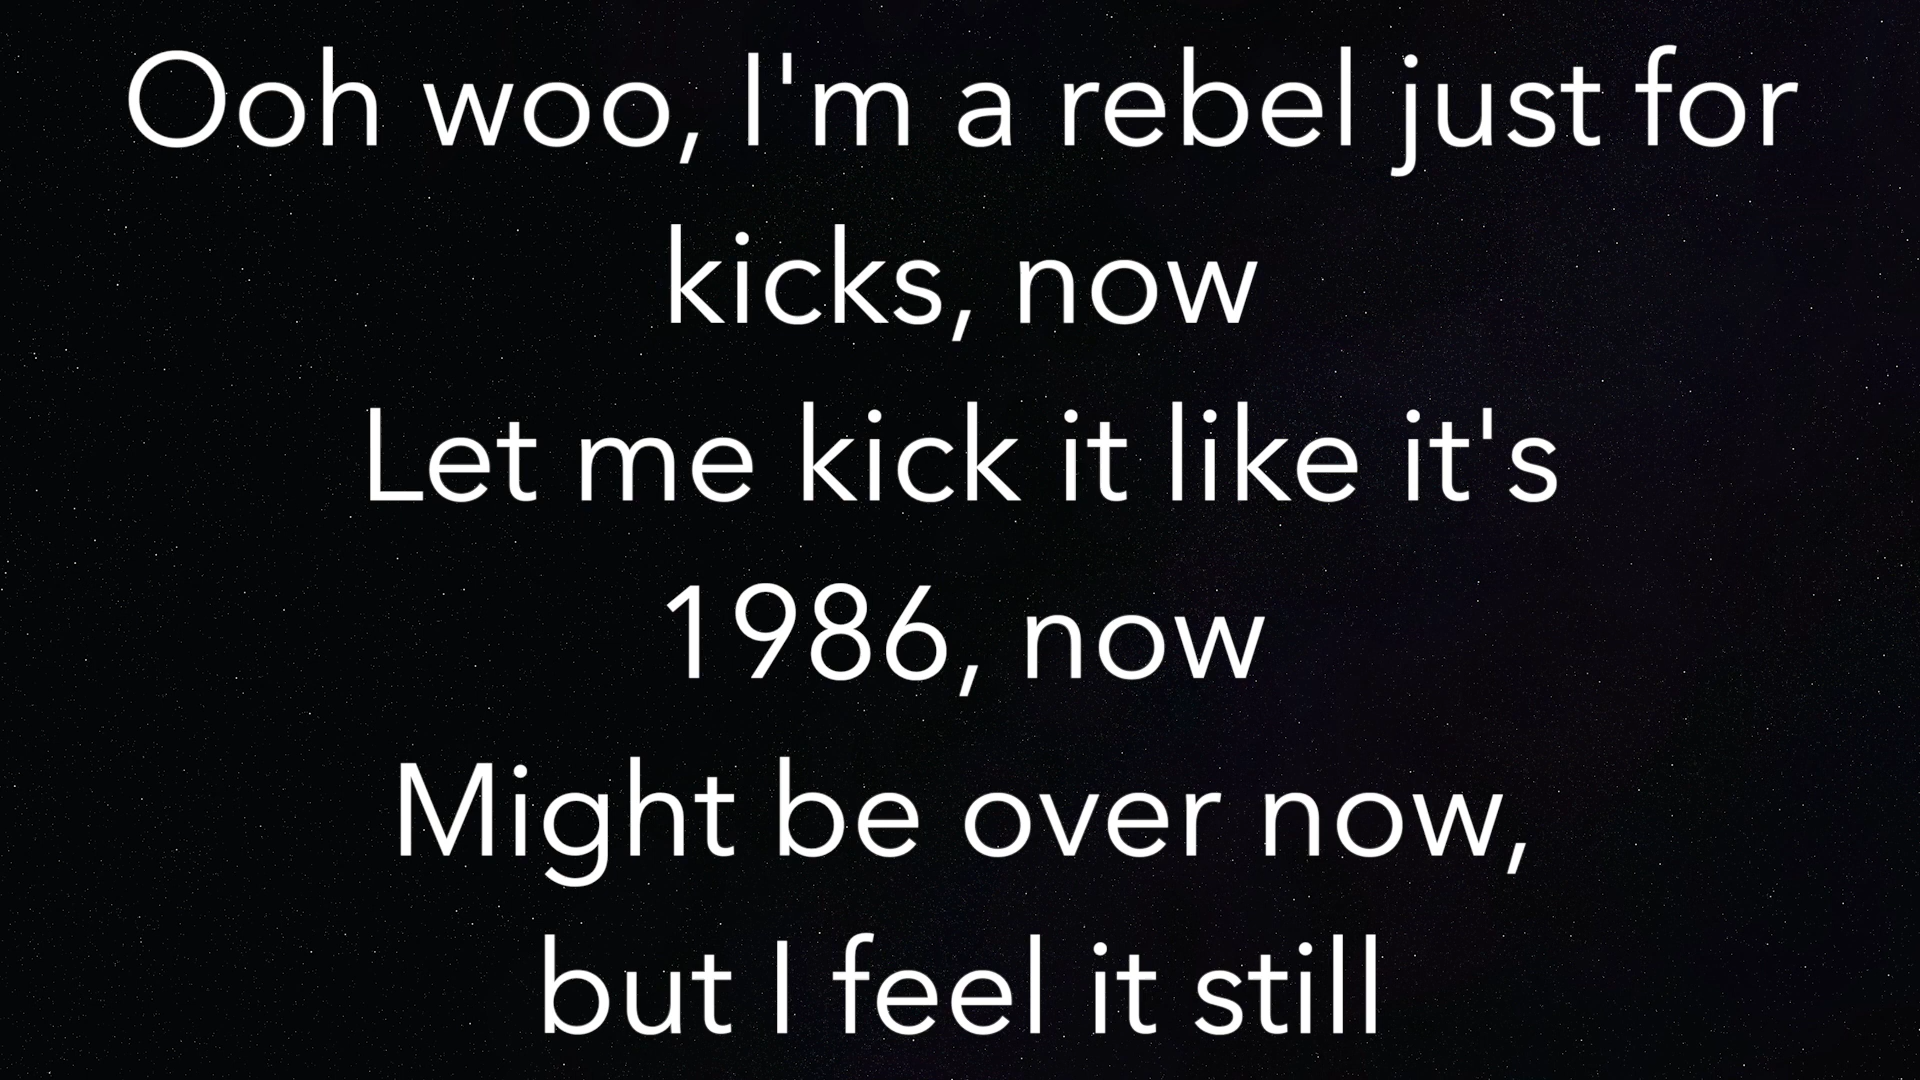 Ooh woo, I'm a rebel just for
kicks, now
Let me kick it like it's
1986, now
Might be over now,
but I feel it still